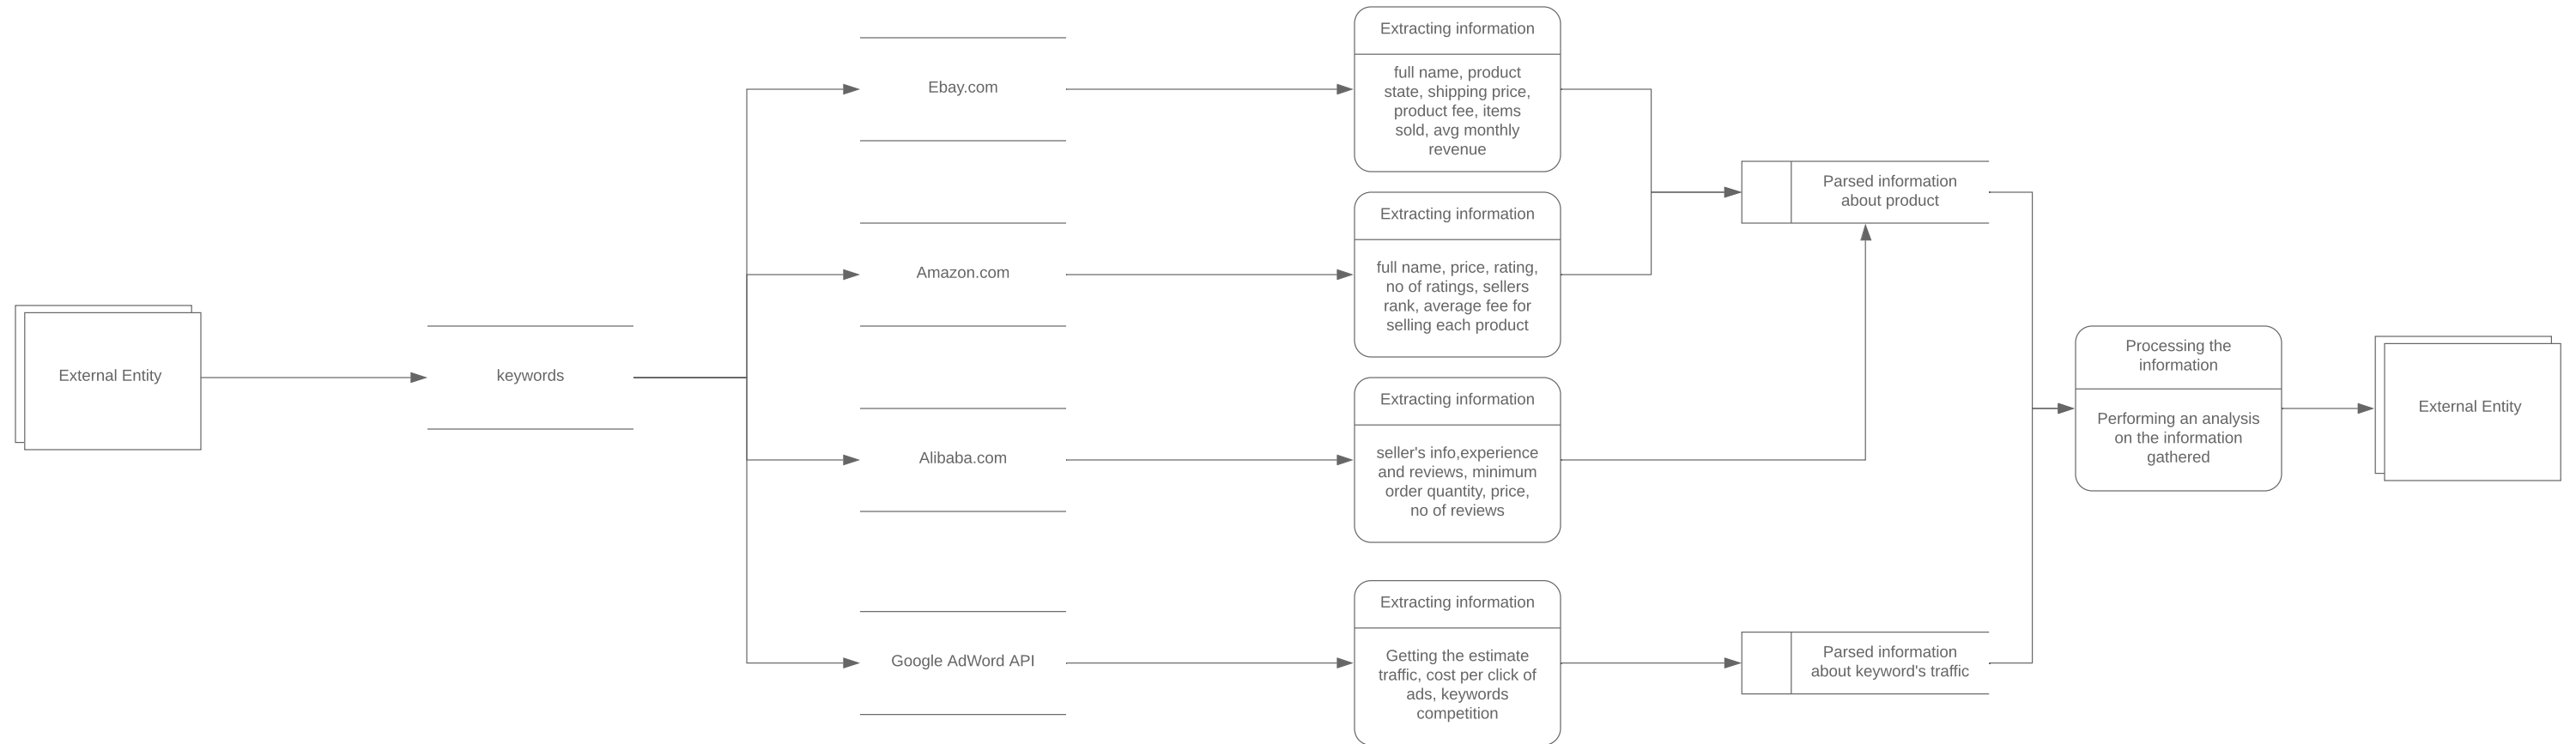 External Entity
keywords
Ebay.com
Amazon.com
Alibaba.com
Google AdWord API
Extracting information
full name, product
state, shipping price,
product fee, items
sold, avg monthly
revenue
Extracting information
full name, price, rating,
no of ratings, sellers
rank, average fee for
selling each product
Extracting information
seller's info,experience
and reviews, minimum
order quantity, price,
no of reviews
Extracting information
Getting the estimate
traffic, cost per click of
ads, keywords
competition
Parsed information
about product
Parsed information
about keyword's traffic
Processing the
information
Performing an analysis
on the information
gathered
External Entity